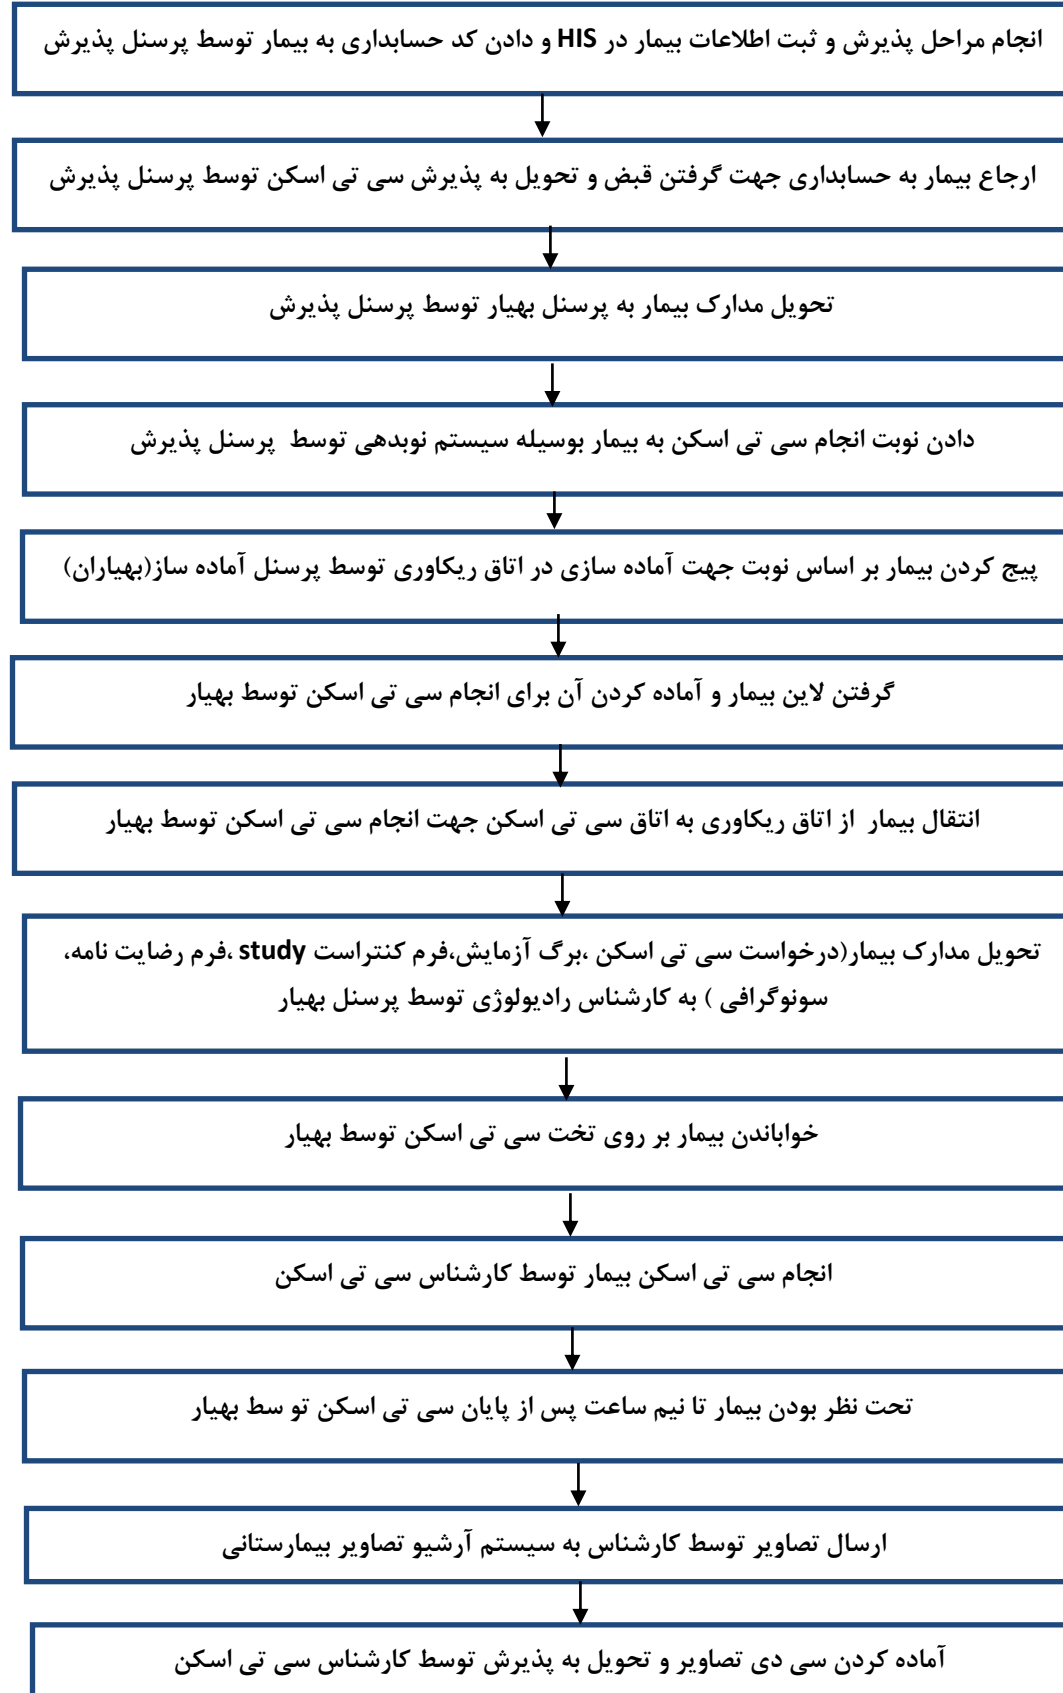 انجام مراحل پذیرش و ثبت اطلاعات بیمار در HIS و دادن کد حسابداری به بیمار توسط پرسنل پذیرش
ارجاع بیمار به حسابداری جهت گرفتن قبض و تحویل به پذیرش سی تی اسکن توسط پرسنل پذیرش
تحویل مدارک بیمار به پرسنل بهیار توسط پرسنل پذیرش
دادن نوبت انجام سی تی اسکن به بیمار بوسیله سیستم نوبدهی توسط پرسنل پذیرش
پیج کردن بیمار بر اساس نوبت جهت آماده سازی در اتاق ریکاوری توسط پرسنل آماده ساز(بهیاران)
گرفتن لاین بیمار و آماده کردن آن برای انجام سی تی اسکن توسط بهیار
انتقال بیمار از اتاق ریکاوری به اتاق سی تی اسکن جهت انجام سی تی اسکن توسط بهیار
تحویل مدارک بیمار(درخواست سی تی اسکن ،برگ آزمایش،فرم کنتراست study ،فرم رضایت نامه،
سونوگرافی ) به کارشناس رادیولوژی توسط پرسنل بهیار
خواباندن بیمار بر روی تخت سی تی اسکن توسط بهیار
انجام سی تی اسکن بیمار توسط کارشناس سی تی اسکن
تحت نظر بودن بیمار تا نیم ساعت پس از پایان سی تی اسکن تو سط بهیار
ارسال تصاویر توسط کارشناس به سیستم آرشیو تصاویر بیمارستانی
آماده کردن سی دی تصاویر و تحویل به پذیرش توسط کارشناس سی تی اسکن